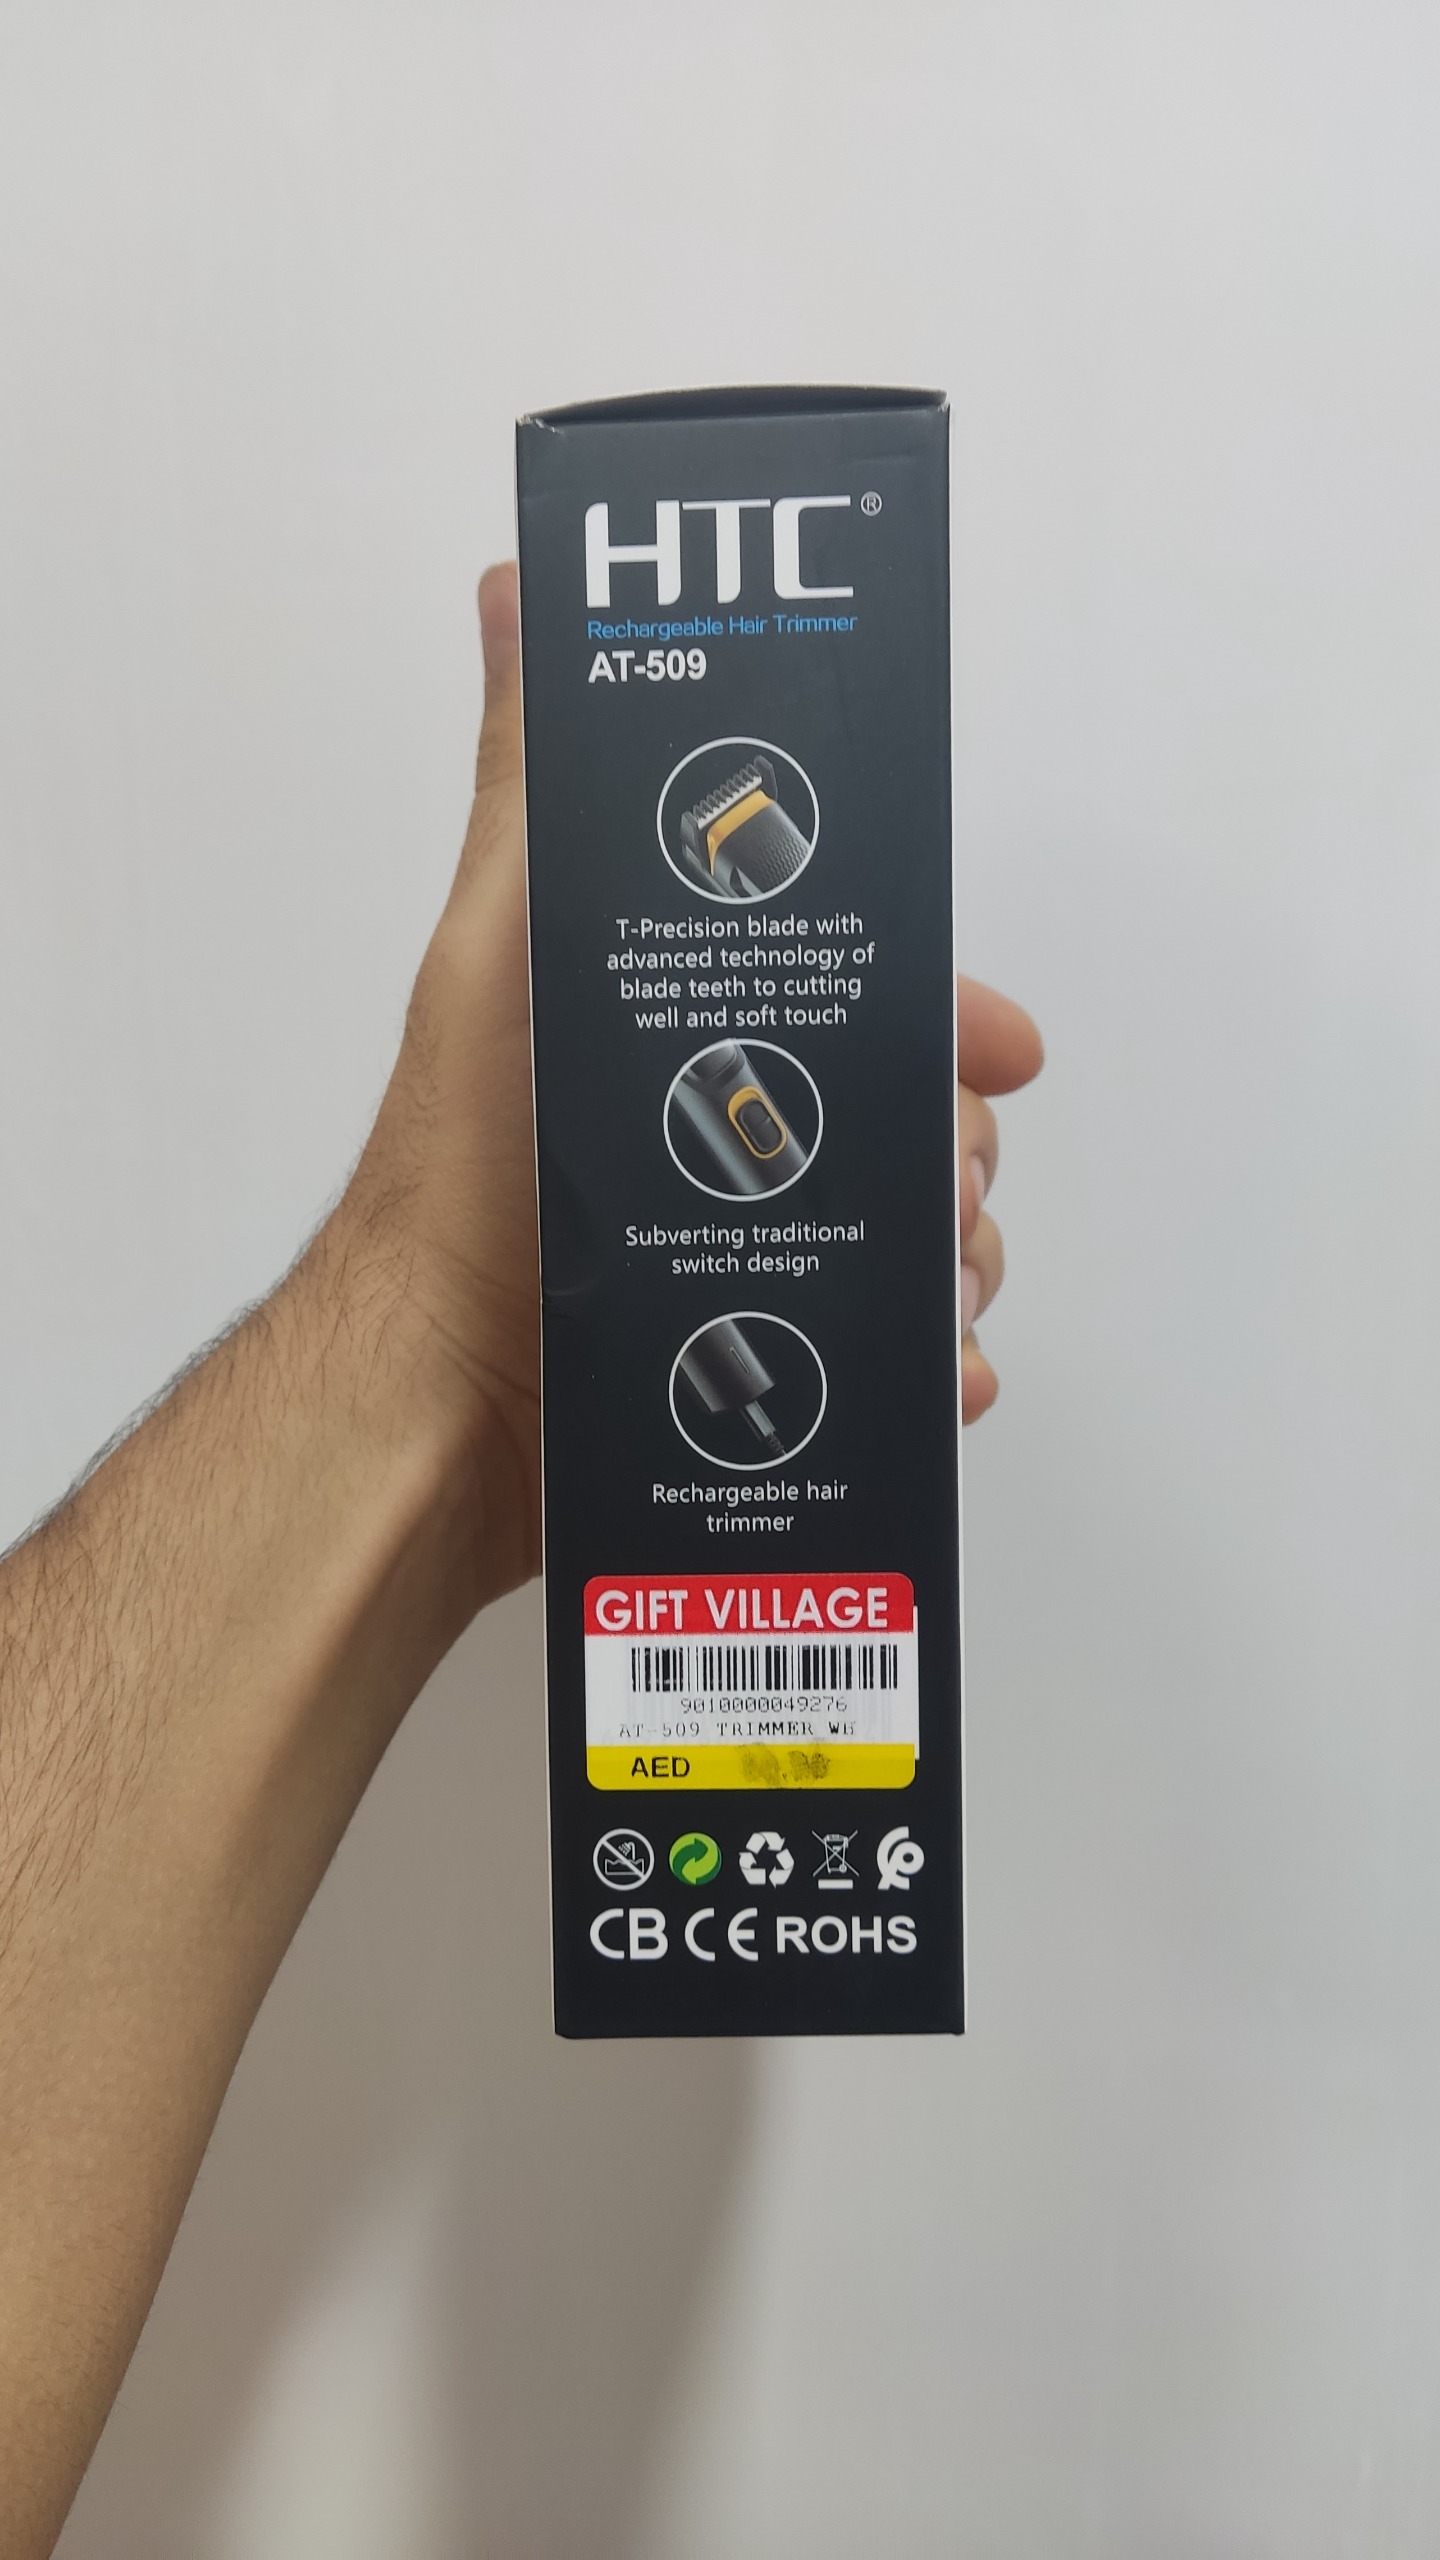 HTC®
Rechargeable Hair Trimmer
AT-509
T-Precision blade with
advanced technology of
blade teeth to cutting
well and soft touch
Subverting traditional
switch design
Rechargeable hair
trimmer
GIFT VILLAGE
9010000049276
AT-509 TRIMMER WH
AED
CB CE ROHS